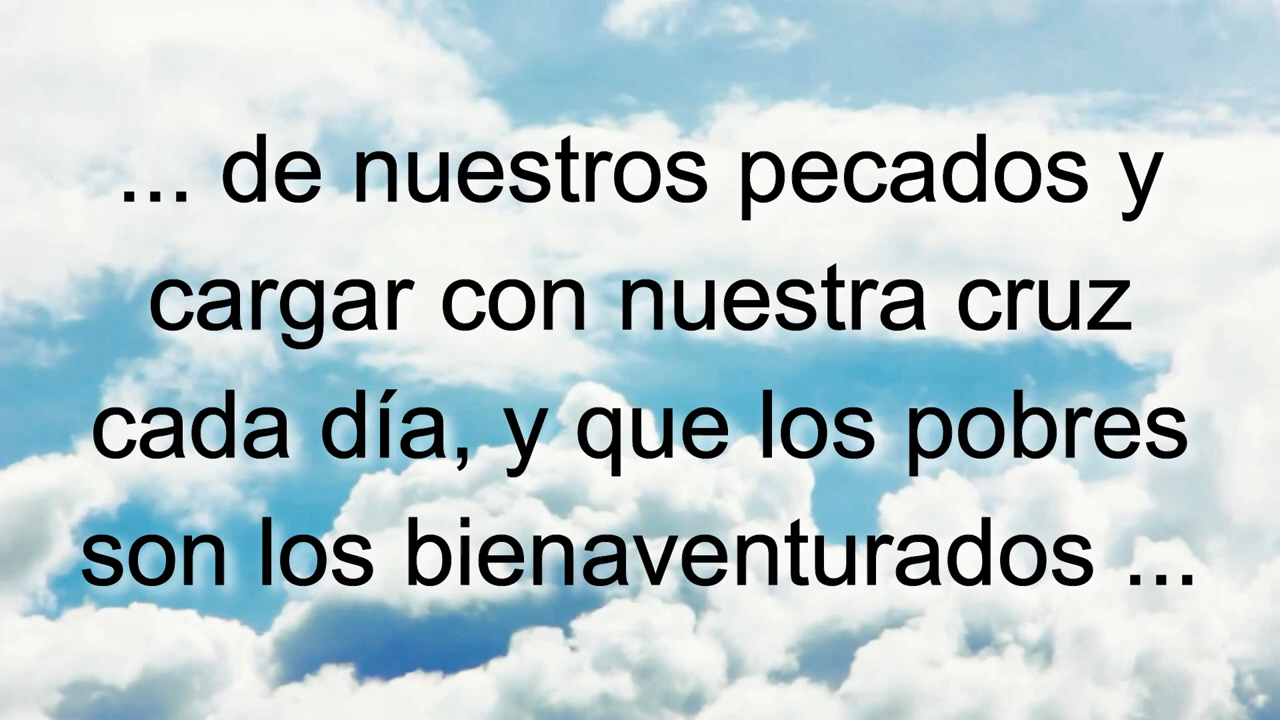 ... de nuestros pecados y
cargar con nuestra cruz
cada día, y que los pobres
son los bienaventurados ...